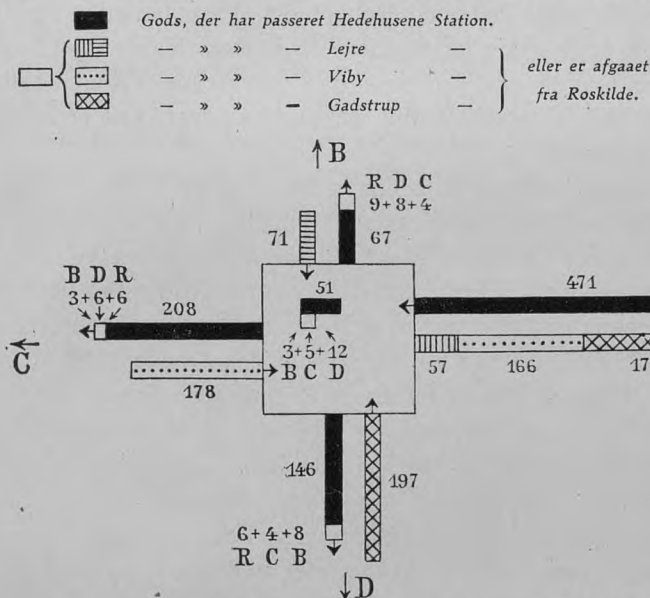 Gods, der har passeret Hedehusene Station.
— » » — Lejre —
— » » — Viby —
— » » — Gadstrup —
eller er afgaaet
fra Roskilde.
B
R D C
9+8+4
71
67
B D R
3+6+6
208
51
471
C
3+5+12
B C D
178
57
166
17
146
197
6+4+8
R C B
D